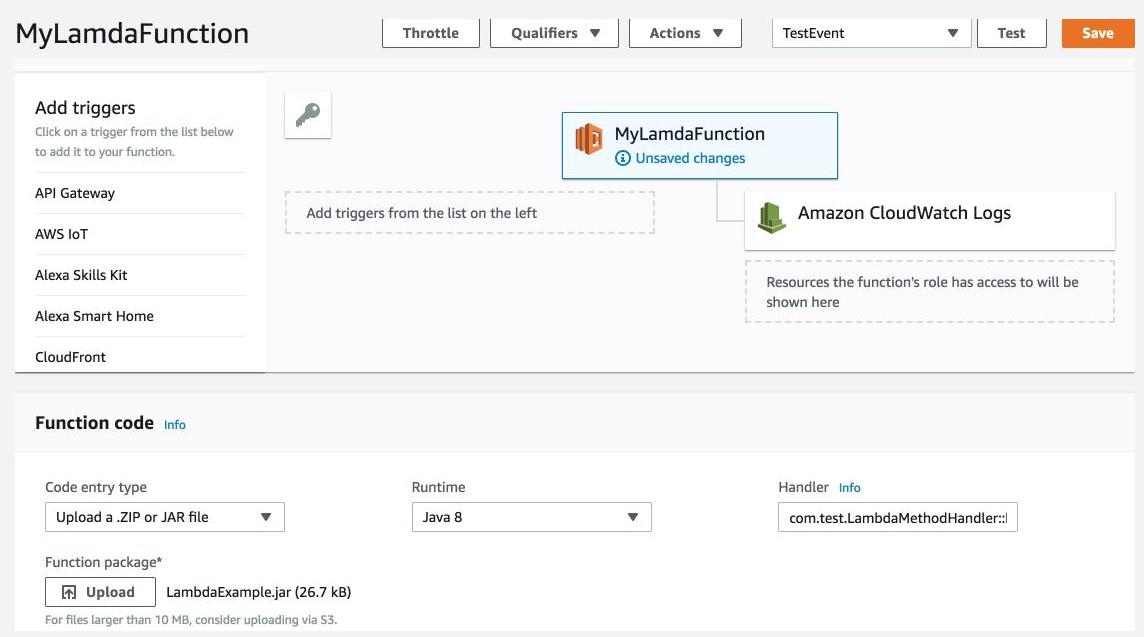 MyLamdaFunction
Throttle
Qualifiers
Actions
TestEvent
Test
Save
Add triggers
Click on a trigger from the list below
to add it to your function.
API Gateway
AWS IoT
Alexa Skills Kit
Alexa Smart Home
CloudFront
MyLamdaFunction
Unsaved changes
Add triggers from the list on the left
Amazon CloudWatch Logs
Resources the function's role has access to will be
shown here
Function code Info
Code entry type
Upload a .ZIP or JAR file
Runtime
Java 8
Handler Info
com.test.LambdaMethodHandler::
Function package*
Upload
LambdaExample.jar (26.7 kB)
For files larger than 10 MB, consider uploading via S3.